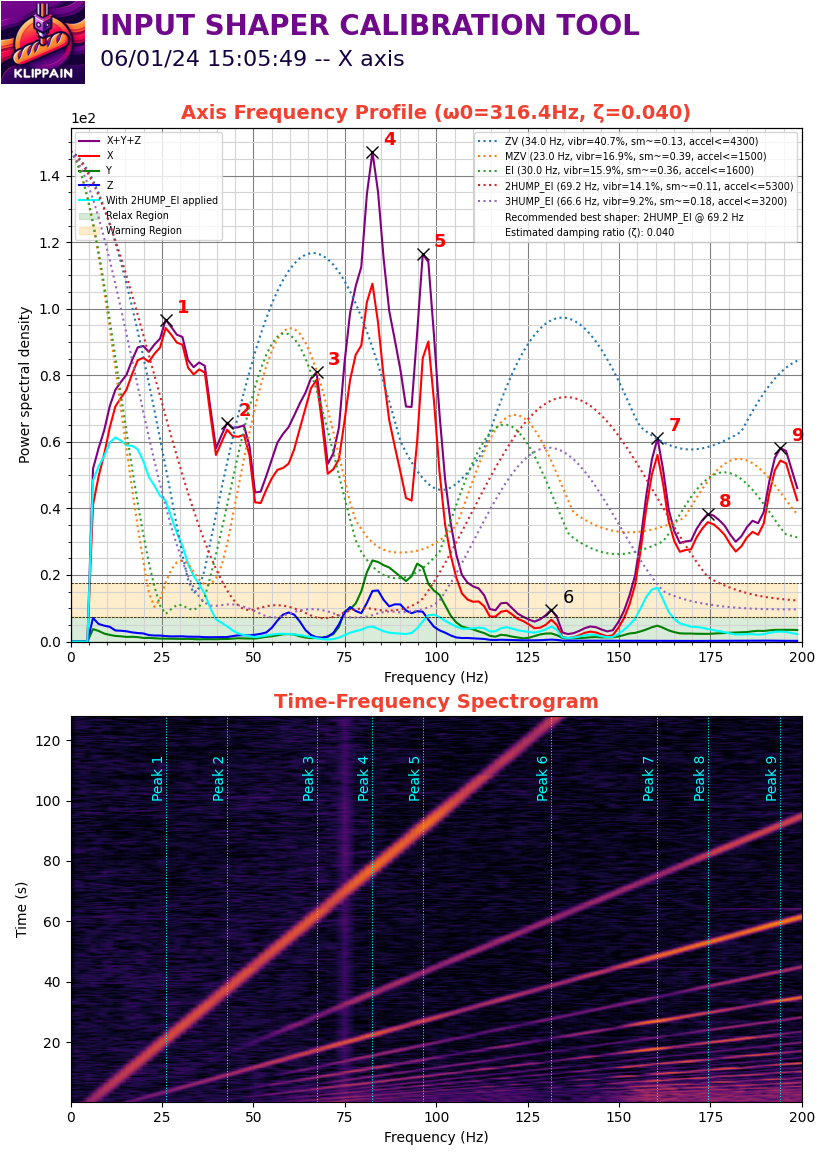 INPUT SHAPER CALIBRATION TOOL
06/01/24 15:05:49 -- X axis
KLIPPAIN
Axis Frequency Profile (ω0=316.4Hz, ζ=0.040)
1e2
X+Y+Z
X
Y
Z
With 2HUMP_EI applied
Relax Region
Warning Region
ZV (34.0 Hz, vibr=40.7%, sm~=0.13, accel<=4300)
MZV (23.0 Hz, vibr=16.9%, sm~=0.39, accel<=1500)
EI (30.0 Hz, vibr=15.9%, sm~=0.36, accel<=1600)
2HUMP_EI (69.2 Hz, vibr=14.1%, sm~=0.11, accel<=5300)
3HUMP_EI (66.6 Hz, vibr=9.2%, sm~=0.18, accel<=3200)
Recommended best shaper: 2HUMP_EI @ 69.2 Hz
Estimated damping ratio (ζ): 0.040
1
2
3
4
5
6
7
8
9
Power spectral density
1.4
1.2
1.0
0.8
0.6
0.4
0.2
0.0
0 25 50 75 100 125 150 175 200
Frequency (Hz)
Time-Frequency Spectrogram
Peak 1
Peak 2
Peak 3
Peak 4
Peak 5
Peak 6
Peak 7
Peak 8
Peak 9
Time (s)
120
100
80
60
40
20
0 25 50 75 100 125 150 175 200
Frequency (Hz)